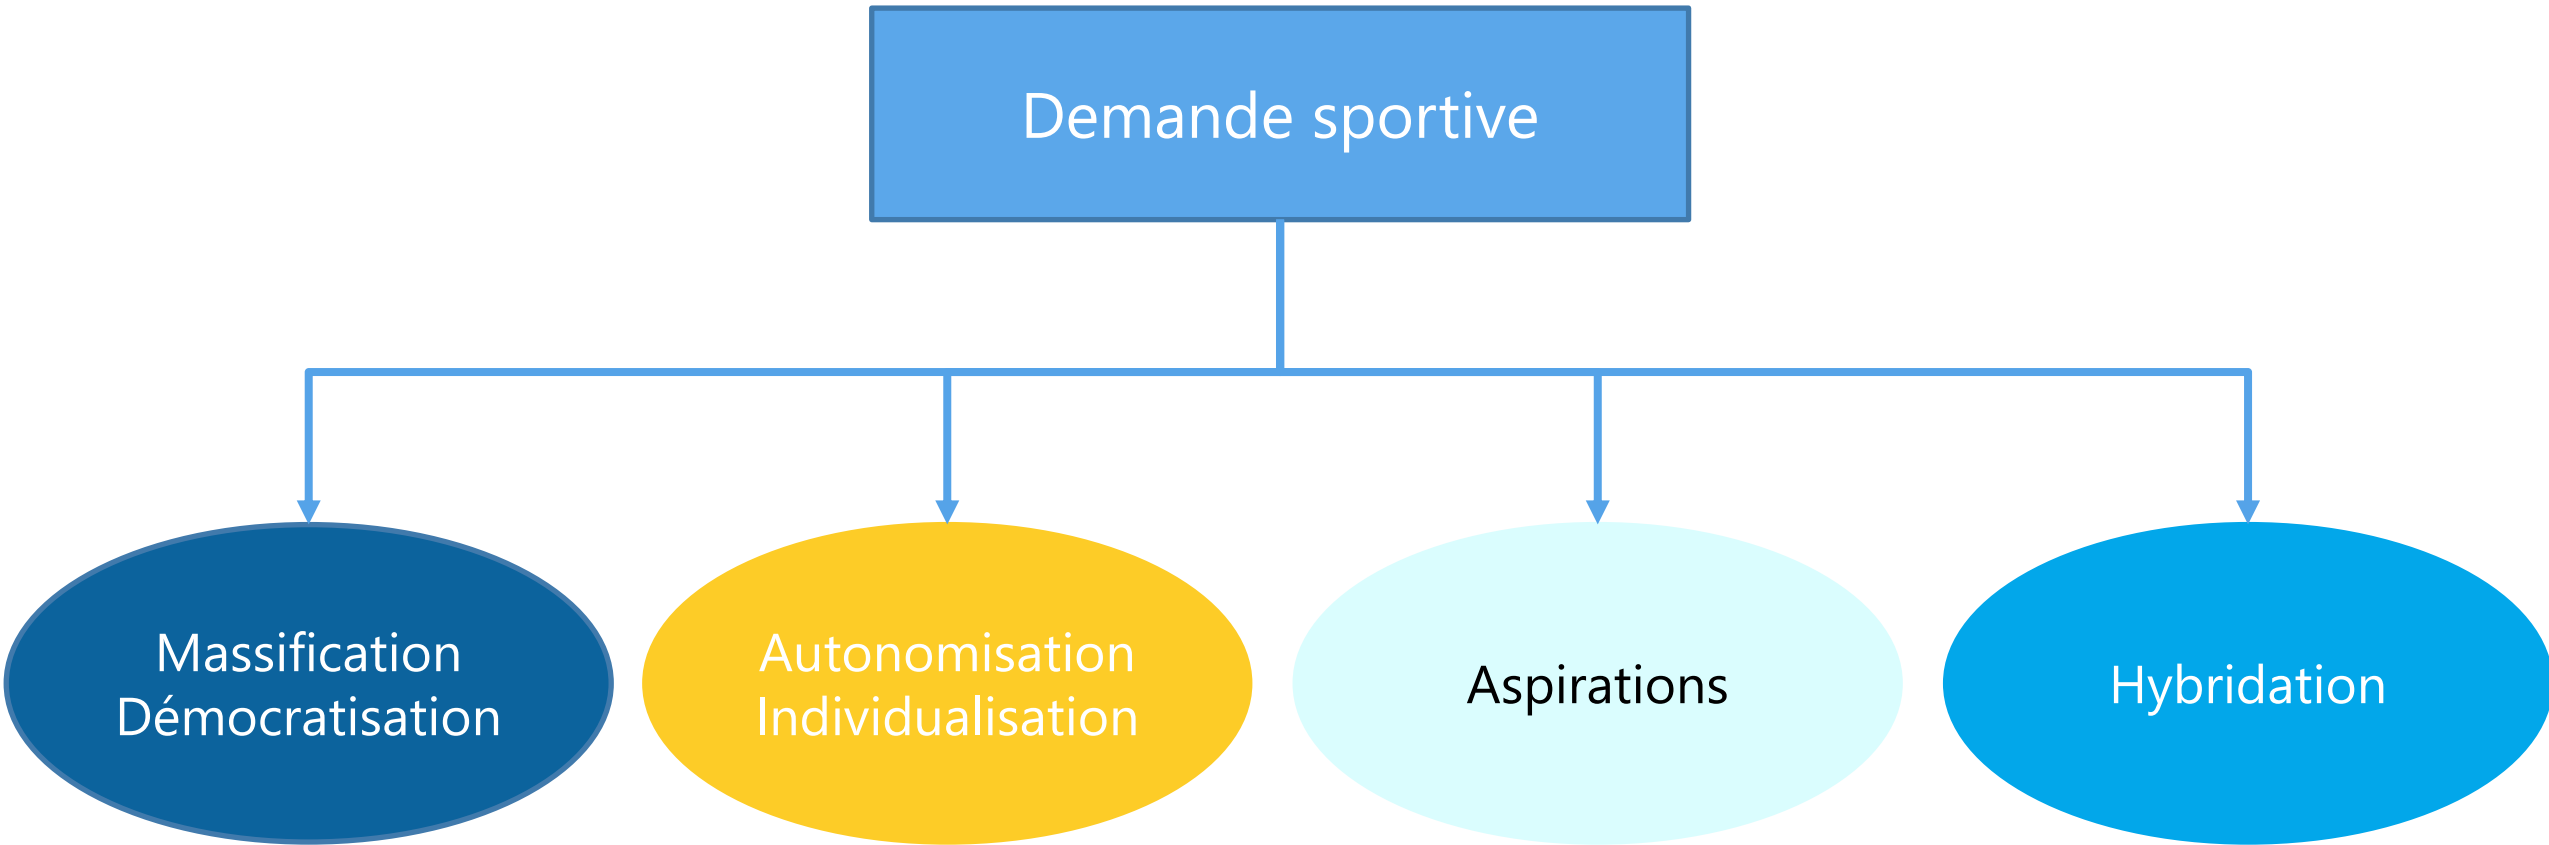 Demande sportive
Massification
Démocratisation
Autonomisation
Individualisation
Aspirations
Hybridation